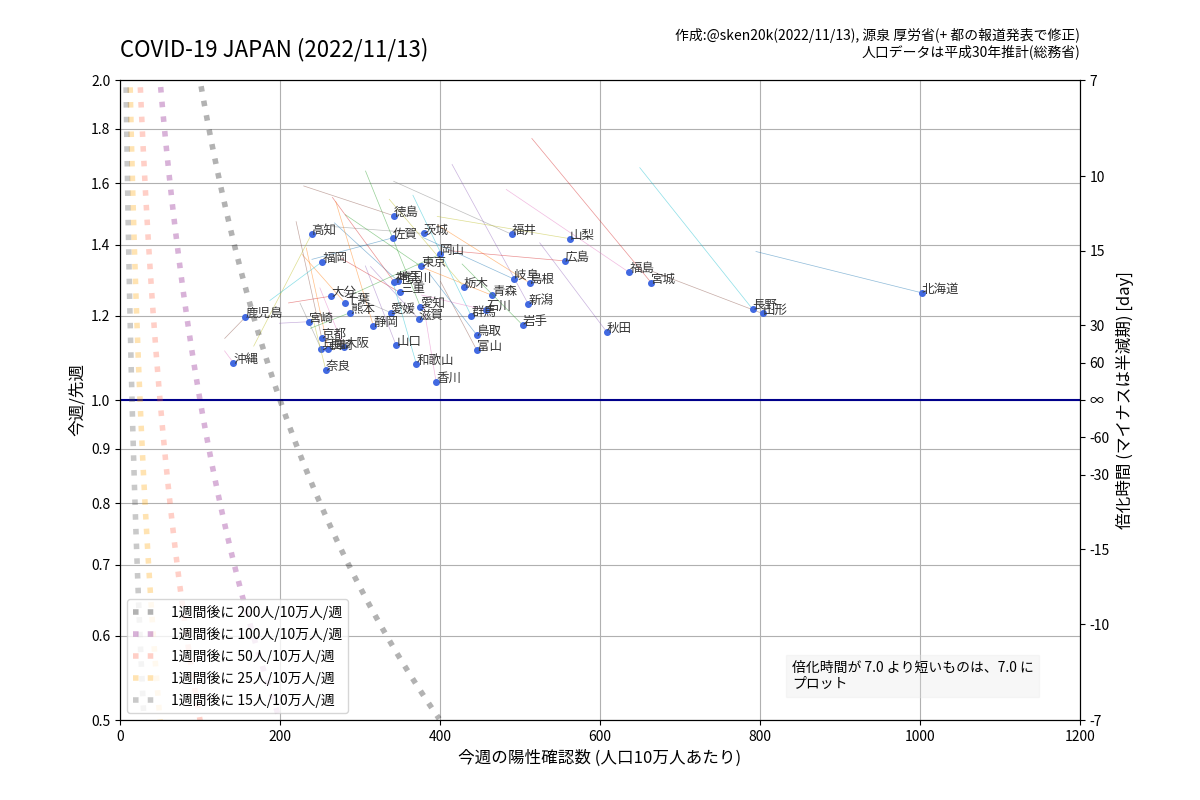 COVID-19 JAPAN (2022/11/13)
作成:@sken20k(2022/11/13), 源泉 厚労省(+ 都の報道発表で修正)
人口データは平成30年推計(総務省)
2.0
1.8
1.6
1.4
1.2
1.0
0.9
0.8
0.7
0.6
0.5
今週/先週
7
10
15
30
60
∞
-60
-30
-15
-10
-7
倍化時間 (マイナスは半減期) [day]
徳島
高知
佐賀
茨城
福井
山梨
岡山
福岡
東京
広島
福島
宮城
岐阜
島根
栃木
三重
北海道
大分
千葉
青森
新潟
熊本
愛媛
愛知
石川
長野
山形
鹿児島
宮崎
静岡
滋賀
群馬
岩手
秋田
京都
鳥取
大阪
山口
富山
沖縄
奈良
和歌山
香川
1週間後に 200人/10万人/週
1週間後に 100人/10万人/週
1週間後に 50人/10万人/週
1週間後に 25人/10万人/週
1週間後に 15人/10万人/週
倍化時間が 7.0 より短いものは、7.0 に
プロット
0
200
400
600
800
1000
1200
今週の陽性確認数 (人口10万人あたり)